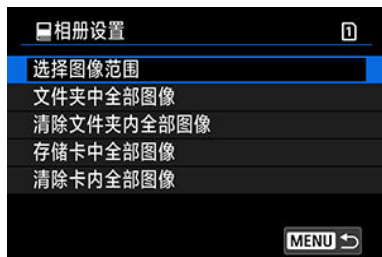 相册设置 1
选择图像范围
文件夹中全部图像
清除文件夹内全部图像
存储卡中全部图像
清除卡内全部图像
MENU